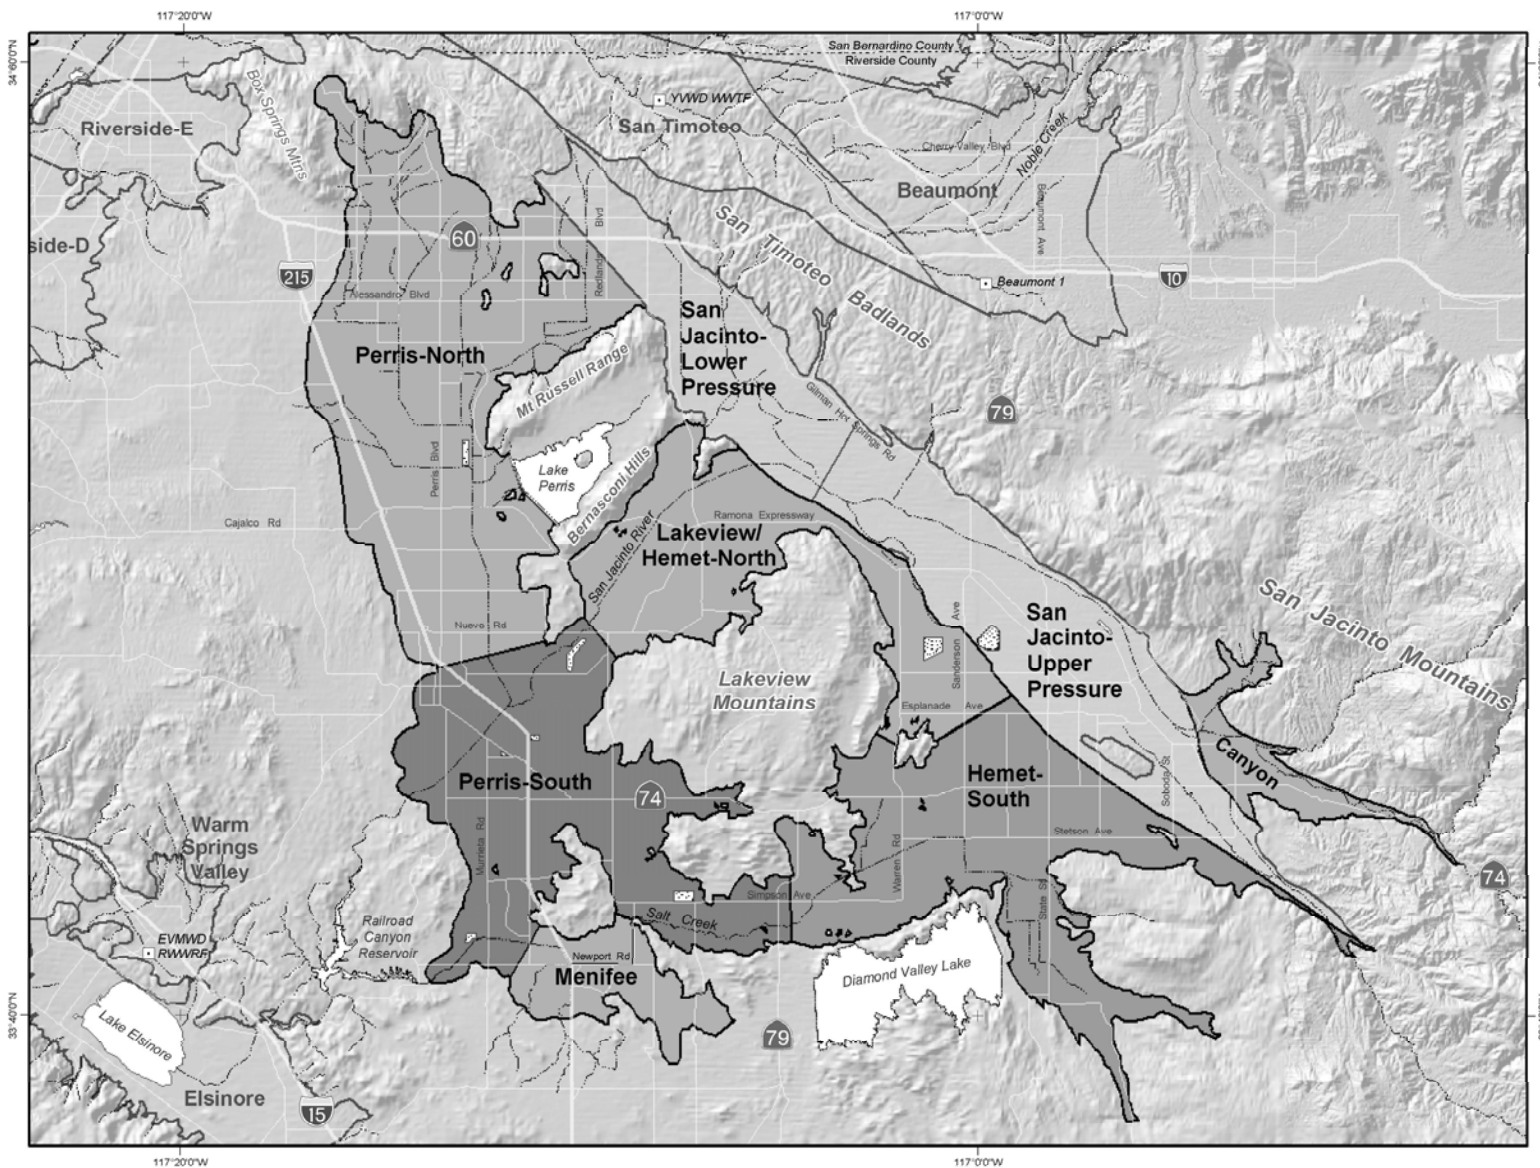 117°20'0"W
117°0'0"W
34°60'0"N
San Bernardino County
Riverside County
Box Springs Mtns
YVWD WWTF
San Timoteo
Riverside-E
Cherry Valley Blvd
Noble Creek
Beaumont
Beaumont Ave
San Timoteo Badlands
side-D
60
Redlands Blvd
215
10
Beaumont 1
Alessandro Blvd
San
Jacinto-
Lower
Pressure
Perris-North
Mt Russell Range
Gilman Hot Springs Rd
79
Perris Blvd
Lake
Perris
Bernasconi Hills
Cajalco Rd
Ramona Expressway
Lakeview/
Hemet-North
San Jacinto River
San Jacinto Mountains
Nuevo Rd
Sanderson Ave
San
Jacinto-
Upper
Pressure
Lakeview
Mountains
Esplanade Ave
Canyon
Perris-South
74
Hemet-
South
Soboda St
Warm
Springs
Valley
Murrieta Rd
Warren Rd
Stetson Ave
74
Simpson Ave
State St
Salt Creek
Railroad
Canyon
Reservoir
EVMWD
RWWRF
Newport Rd
Menifee
Diamond Valley Lake
33°40'0"N
Lake Elsinore
79
Elsinore
15
117°20'0"W
117°0'0"W